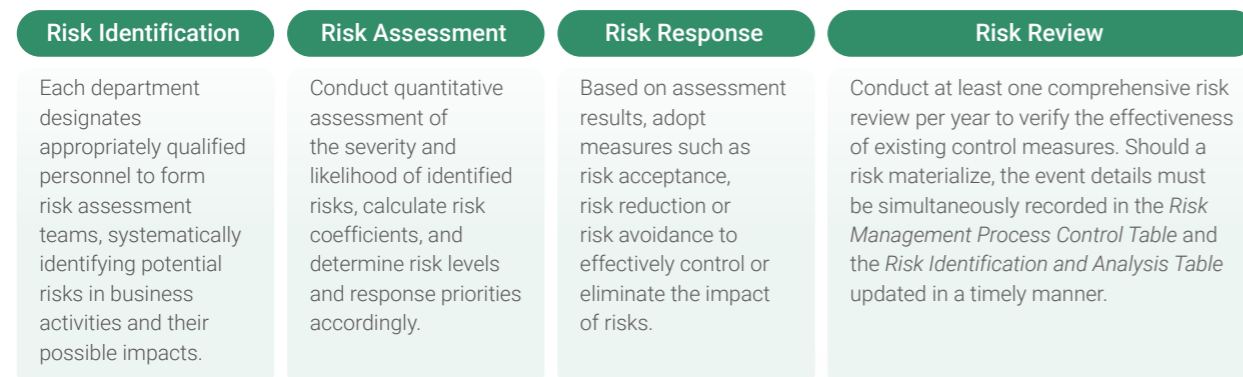 Risk Identification
Each department
designates
appropriately qualified
personnel to form
risk assessment
teams, systematically
identifying potential
risks in business
activities and their
possible impacts.
Risk Assessment
Conduct quantitative
assessment of
the severity and
likelihood of identified
risks, calculate risk
coefficients, and
determine risk levels
and response priorities
accordingly.
Risk Response
Based on assessment
results, adopt
measures such as
risk acceptance,
risk reduction or
risk avoidance to
effectively control or
eliminate the impact
of risks.
Risk Review
Conduct at least one comprehensive risk
review per year to verify the effectiveness
of existing control measures. Should a
risk materialize, the event details must
be simultaneously recorded in the Risk
Management Process Control Table and
the Risk Identification and Analysis Table
updated in a timely manner.